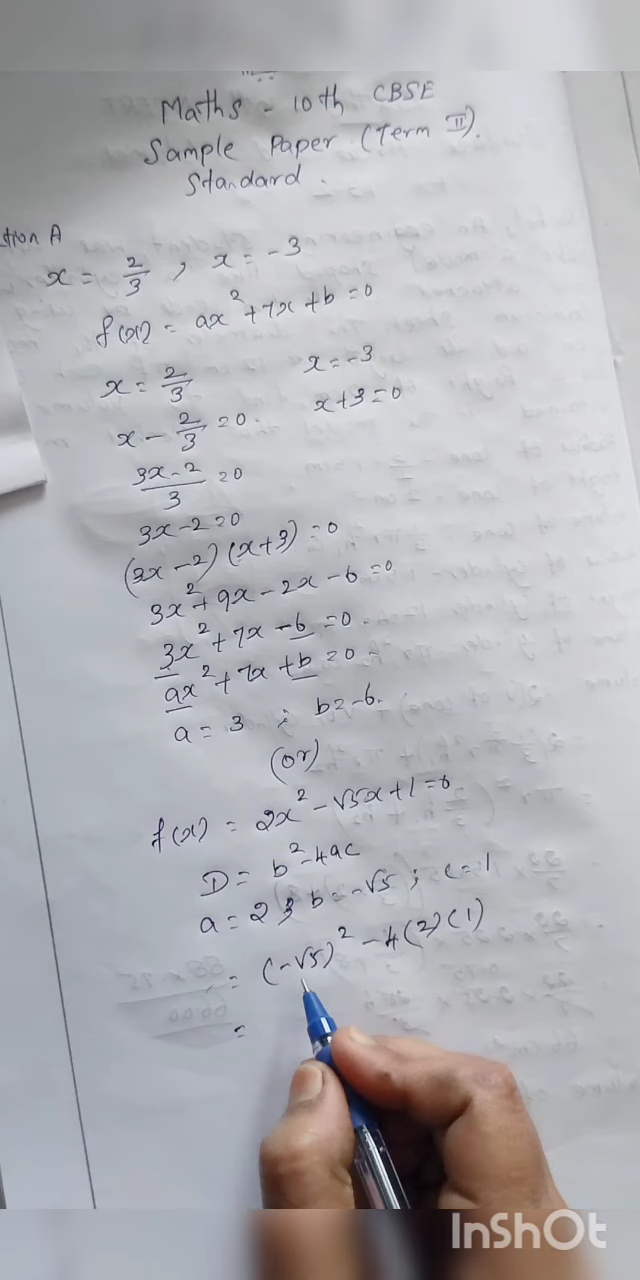 Maths - 10th CBSE
Sample Paper (Term II).
Standard.
tion A
x = 2/3 , x = -3
f(x) = ax² + 7x + b = 0
x = 2/3 x = -3
x - 2/3 = 0. x + 3 = 0
3x - 2/3 = 0
3x - 2 = 0
(3x - 2) (x + 3) = 0
3x² + 9x - 2x - 6 = 0
3x² + 7x - 6 = 0.
ax² + 7x + b = 0
a = 3 ; b = -6.
(or)
f(x) = 2x² - √5x + 1 = 0
D = b² - 4ac
a = 2 ; b = -√5 ; c = 1
= (-√5)² - 4(2)(1)
=
InShOt